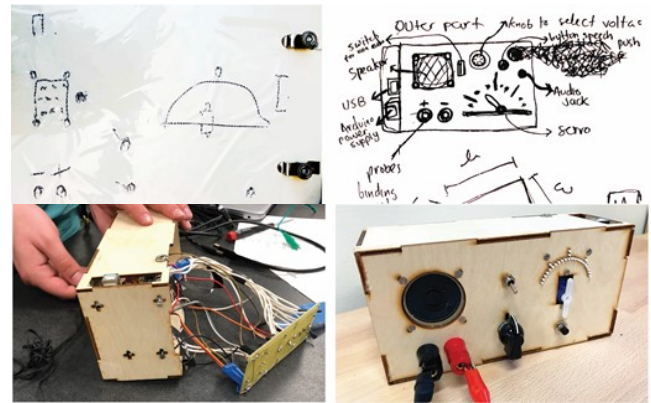 outer part
knob to select voltag
switch
button speech
push
Speaker
USB
Audio
Jack
Arduino
power
supply
servo
probes
binding